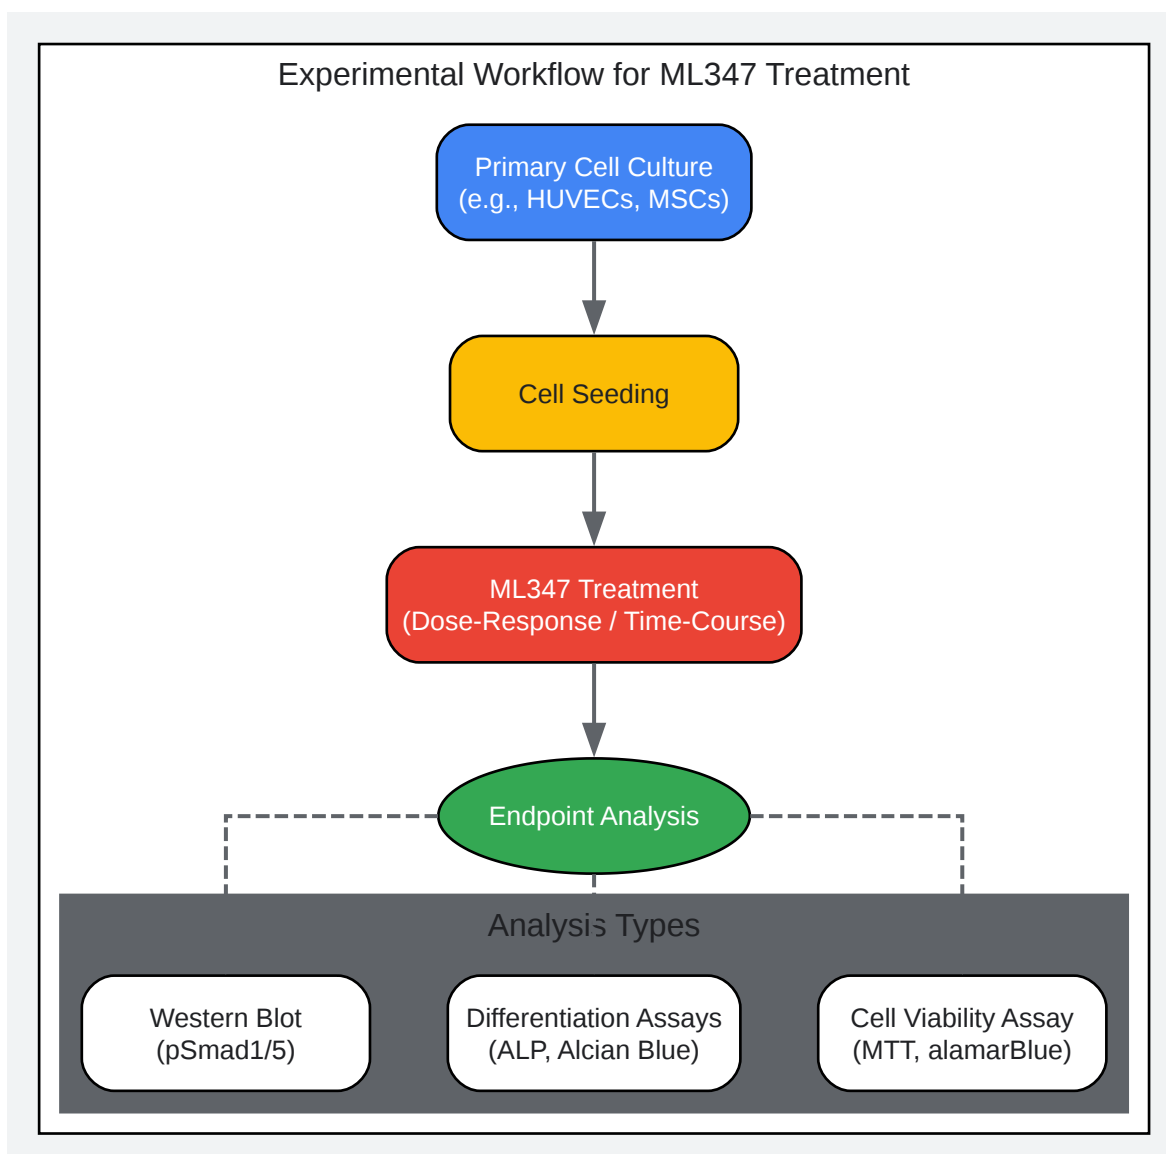 Experimental Workflow for ML347 Treatment
Primary Cell Culture
(e.g., HUVECs, MSCs)
Cell Seeding
ML347 Treatment
(Dose-Response / Time-Course)
Endpoint Analysis
Analysis Types
Western Blot
(pSmad1/5)
Differentiation Assays
(ALP, Alcian Blue)
Cell Viability Assay
(MTT, alamarBlue)